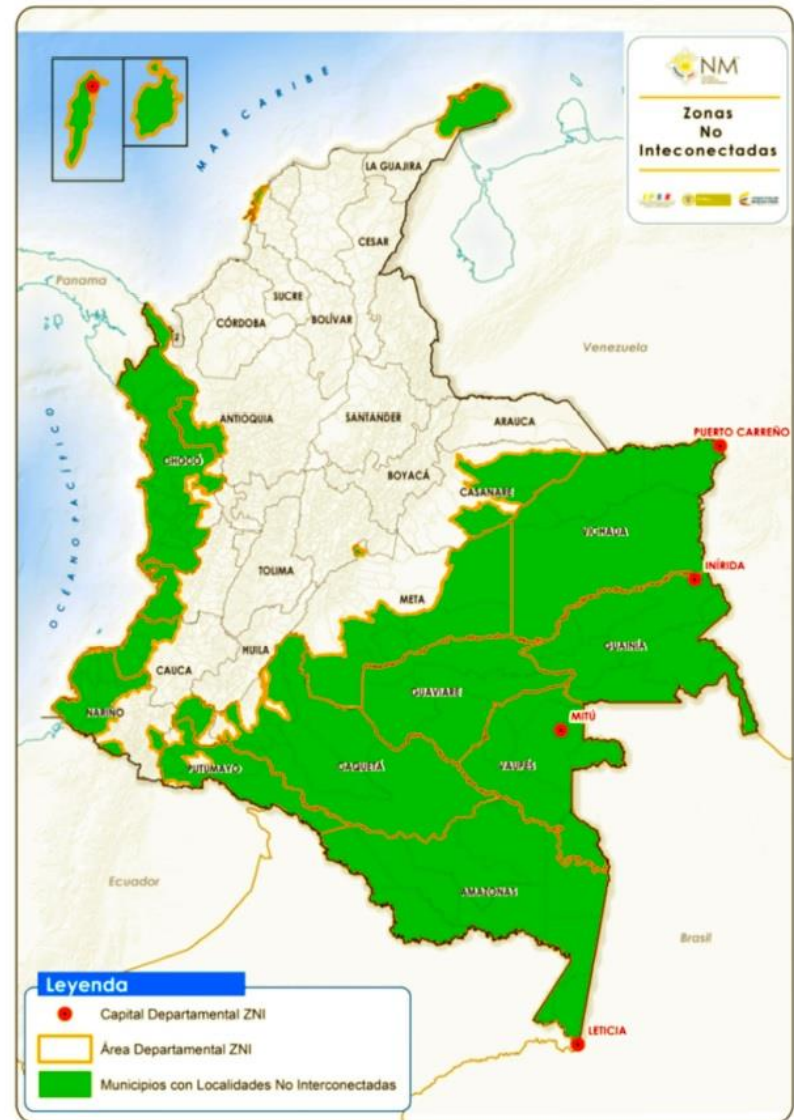 NM
Zonas
No
Inteconectadas
MAR CARIBE
LA GUAJIRA
CESAR
Panama
SUCRE
CÓRDOBA
BOLÍVAR
Venezuela
ANTIOQUIA
SANTANDER
ARAUCA
PUERTO CARREÑO
CHOCÓ
BOYACÁ
CASANARE
OCÉANO PACÍFICO
VICHADA
TOLIMA
INÍRIDA
META
HUILA
GUAINÍA
CAUCA
GUAVIARE
NARIÑO
MITÚ
PUTUMAYO
CAQUETÁ
VAUPÉS
Ecuador
AMAZONAS
Brasil
Leyenda
Capital Departamental ZNI
Área Departamental ZNI
Municipios con Localidades No Interconectadas
LETICIA